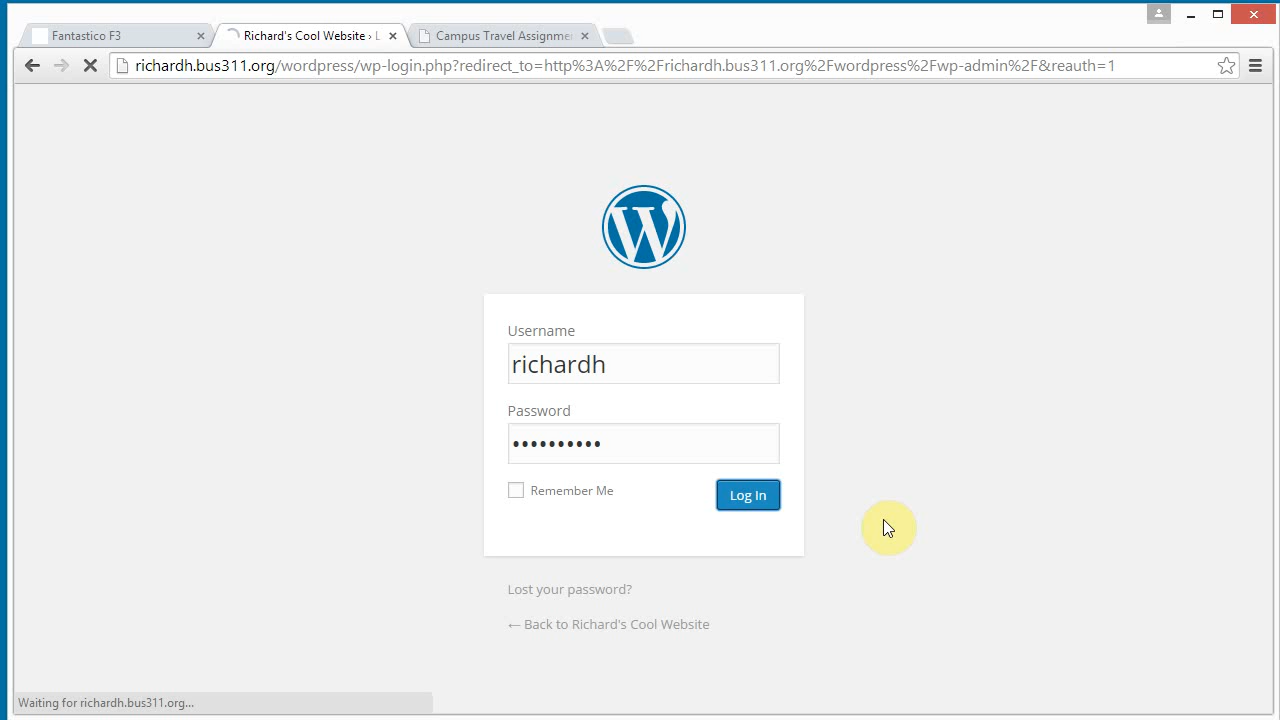 Fantastico F3
Richard's Cool Website › L
Campus Travel Assignmen
richardh.bus311.org/wordpress/wp-login.php?redirect_to=http%3A%2F%2Frichardh.bus311.org%2Fwordpress%2Fwp-admin%2F&reauth=1
Username
richardh
Password
••••••••••
Remember Me
Log In
Lost your password?
← Back to Richard's Cool Website
Waiting for richardh.bus311.org...